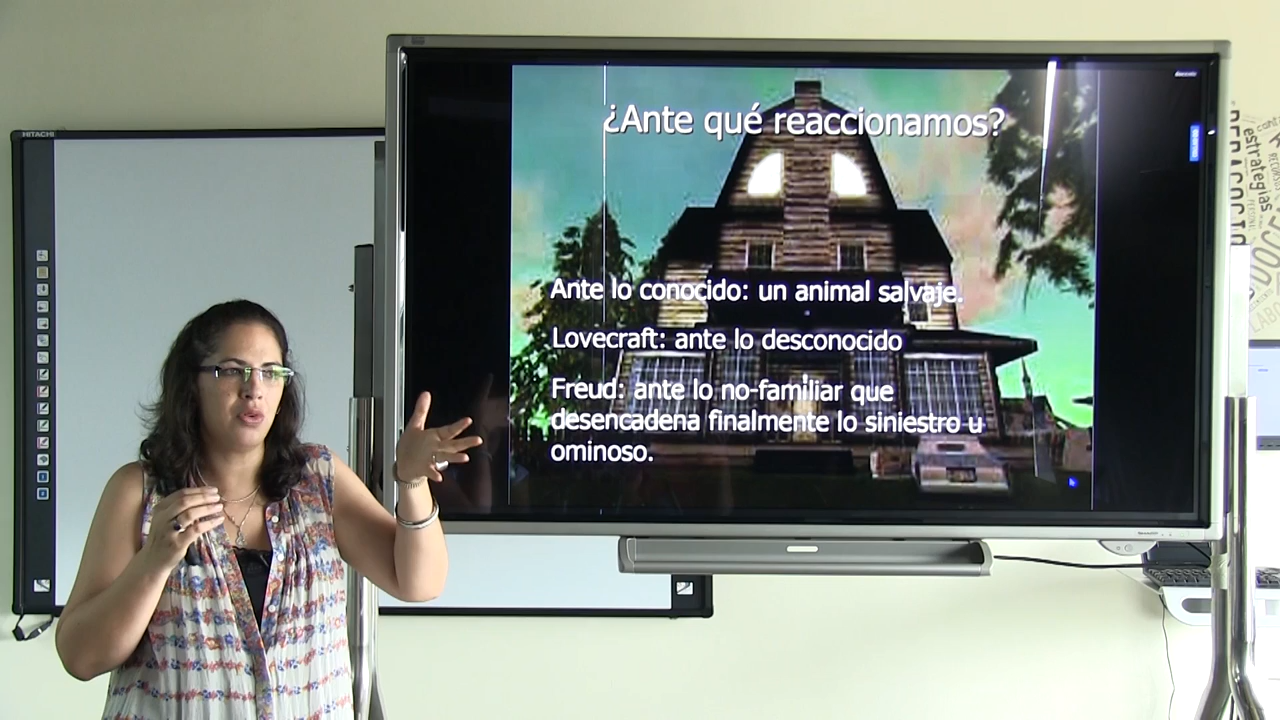 HITACHI
¿Ante qué reaccionamos?
Ante lo conocido: un animal salvaje.
Lovecraft: ante lo desconocido
Freud: ante lo no-familiar que
desencadena finalmente lo siniestro u
ominoso.
estrategias